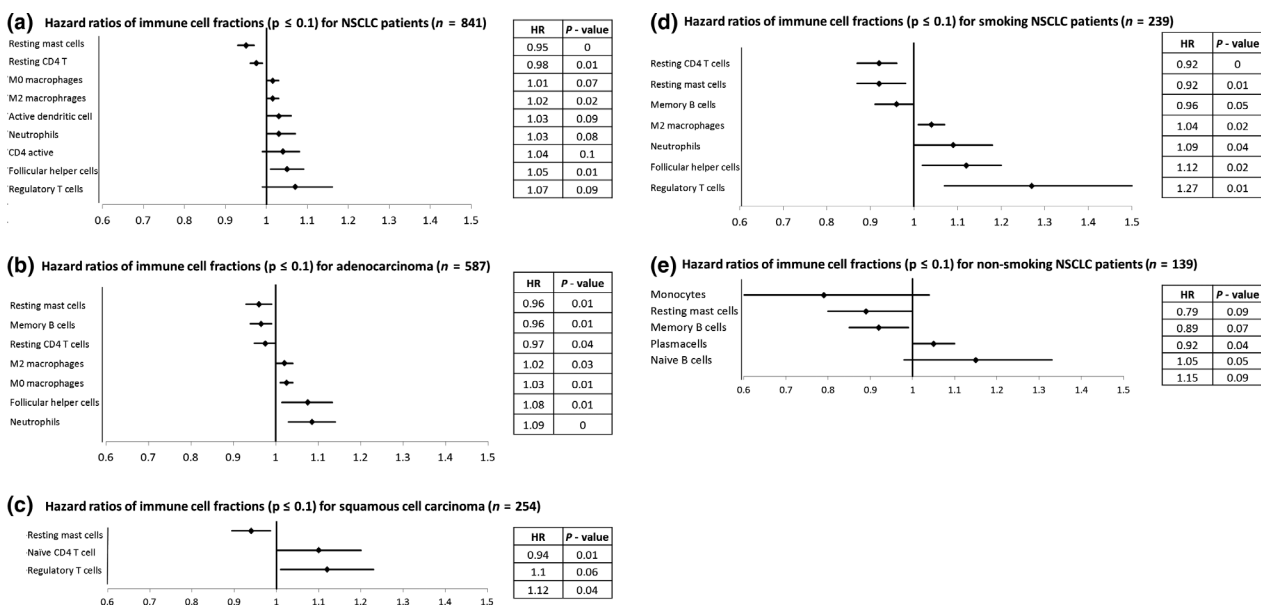 (a) Hazard ratios of immune cell fractions (p ≤ 0.1) for NSCLC patients (n = 841)
HR P - value
Resting mast cells 0.95 0
Resting CD4 T 0.98 0.01
M0 macrophages 1.01 0.07
M2 macrophrages 1.02 0.02
Active dendritic cell 1.03 0.09
Neutrophils 1.03 0.08
CD4 active 1.04 0.1
Follicular helper cells 1.05 0.01
Regulatory T cells 1.07 0.09
0.6 0.7 0.8 0.9 1 1.1 1.2 1.3 1.4 1.5
(b) Hazard ratios of immune cell fractions (p ≤ 0.1) for adenocarcinoma (n = 587)
HR P - value
Resting mast cells 0.96 0.01
Memory B cells 0.96 0.01
Resting CD4 T cells 0.97 0.04
M2 macrophages 1.02 0.03
M0 macrophages 1.03 0.01
Follicular helper cells 1.08 0.01
Neutrophils 1.09 0
0.6 0.7 0.8 0.9 1 1.1 1.2 1.3 1.4 1.5
(c) Hazard ratios of immune cell fractions (p ≤ 0.1) for squamous cell carcinoma (n = 254)
HR P - value
Resting mast cells 0.94 0.01
Naïve CD4 T cell 1.1 0.06
Regulatory T cells 1.12 0.04
0.6 0.7 0.8 0.9 1 1.1 1.2 1.3 1.4 1.5
(d) Hazard ratios of immune cell fractions (p ≤ 0.1) for smoking NSCLC patients (n = 239)
HR P - value
Resting CD4 T cells 0.92 0
Resting mast cells 0.92 0.01
Memory B cells 0.96 0.05
M2 macrophages 1.04 0.02
Neutrophils 1.09 0.04
Follicular helper cells 1.12 0.02
Regulatory T cells 1.27 0.01
0.6 0.7 0.8 0.9 1 1.1 1.2 1.3 1.4 1.5
(e) Hazard ratios of immune cell fractions (p ≤ 0.1) for non-smoking NSCLC patients (n = 139)
HR P - value
Monocytes 0.79 0.09
Resting mast cells 0.89 0.07
Memory B cells 0.92 0.04
Plasmacells 1.05 0.05
Naive B cells 1.15 0.09
0.6 0.7 0.8 0.9 1 1.1 1.2 1.3 1.4 1.5